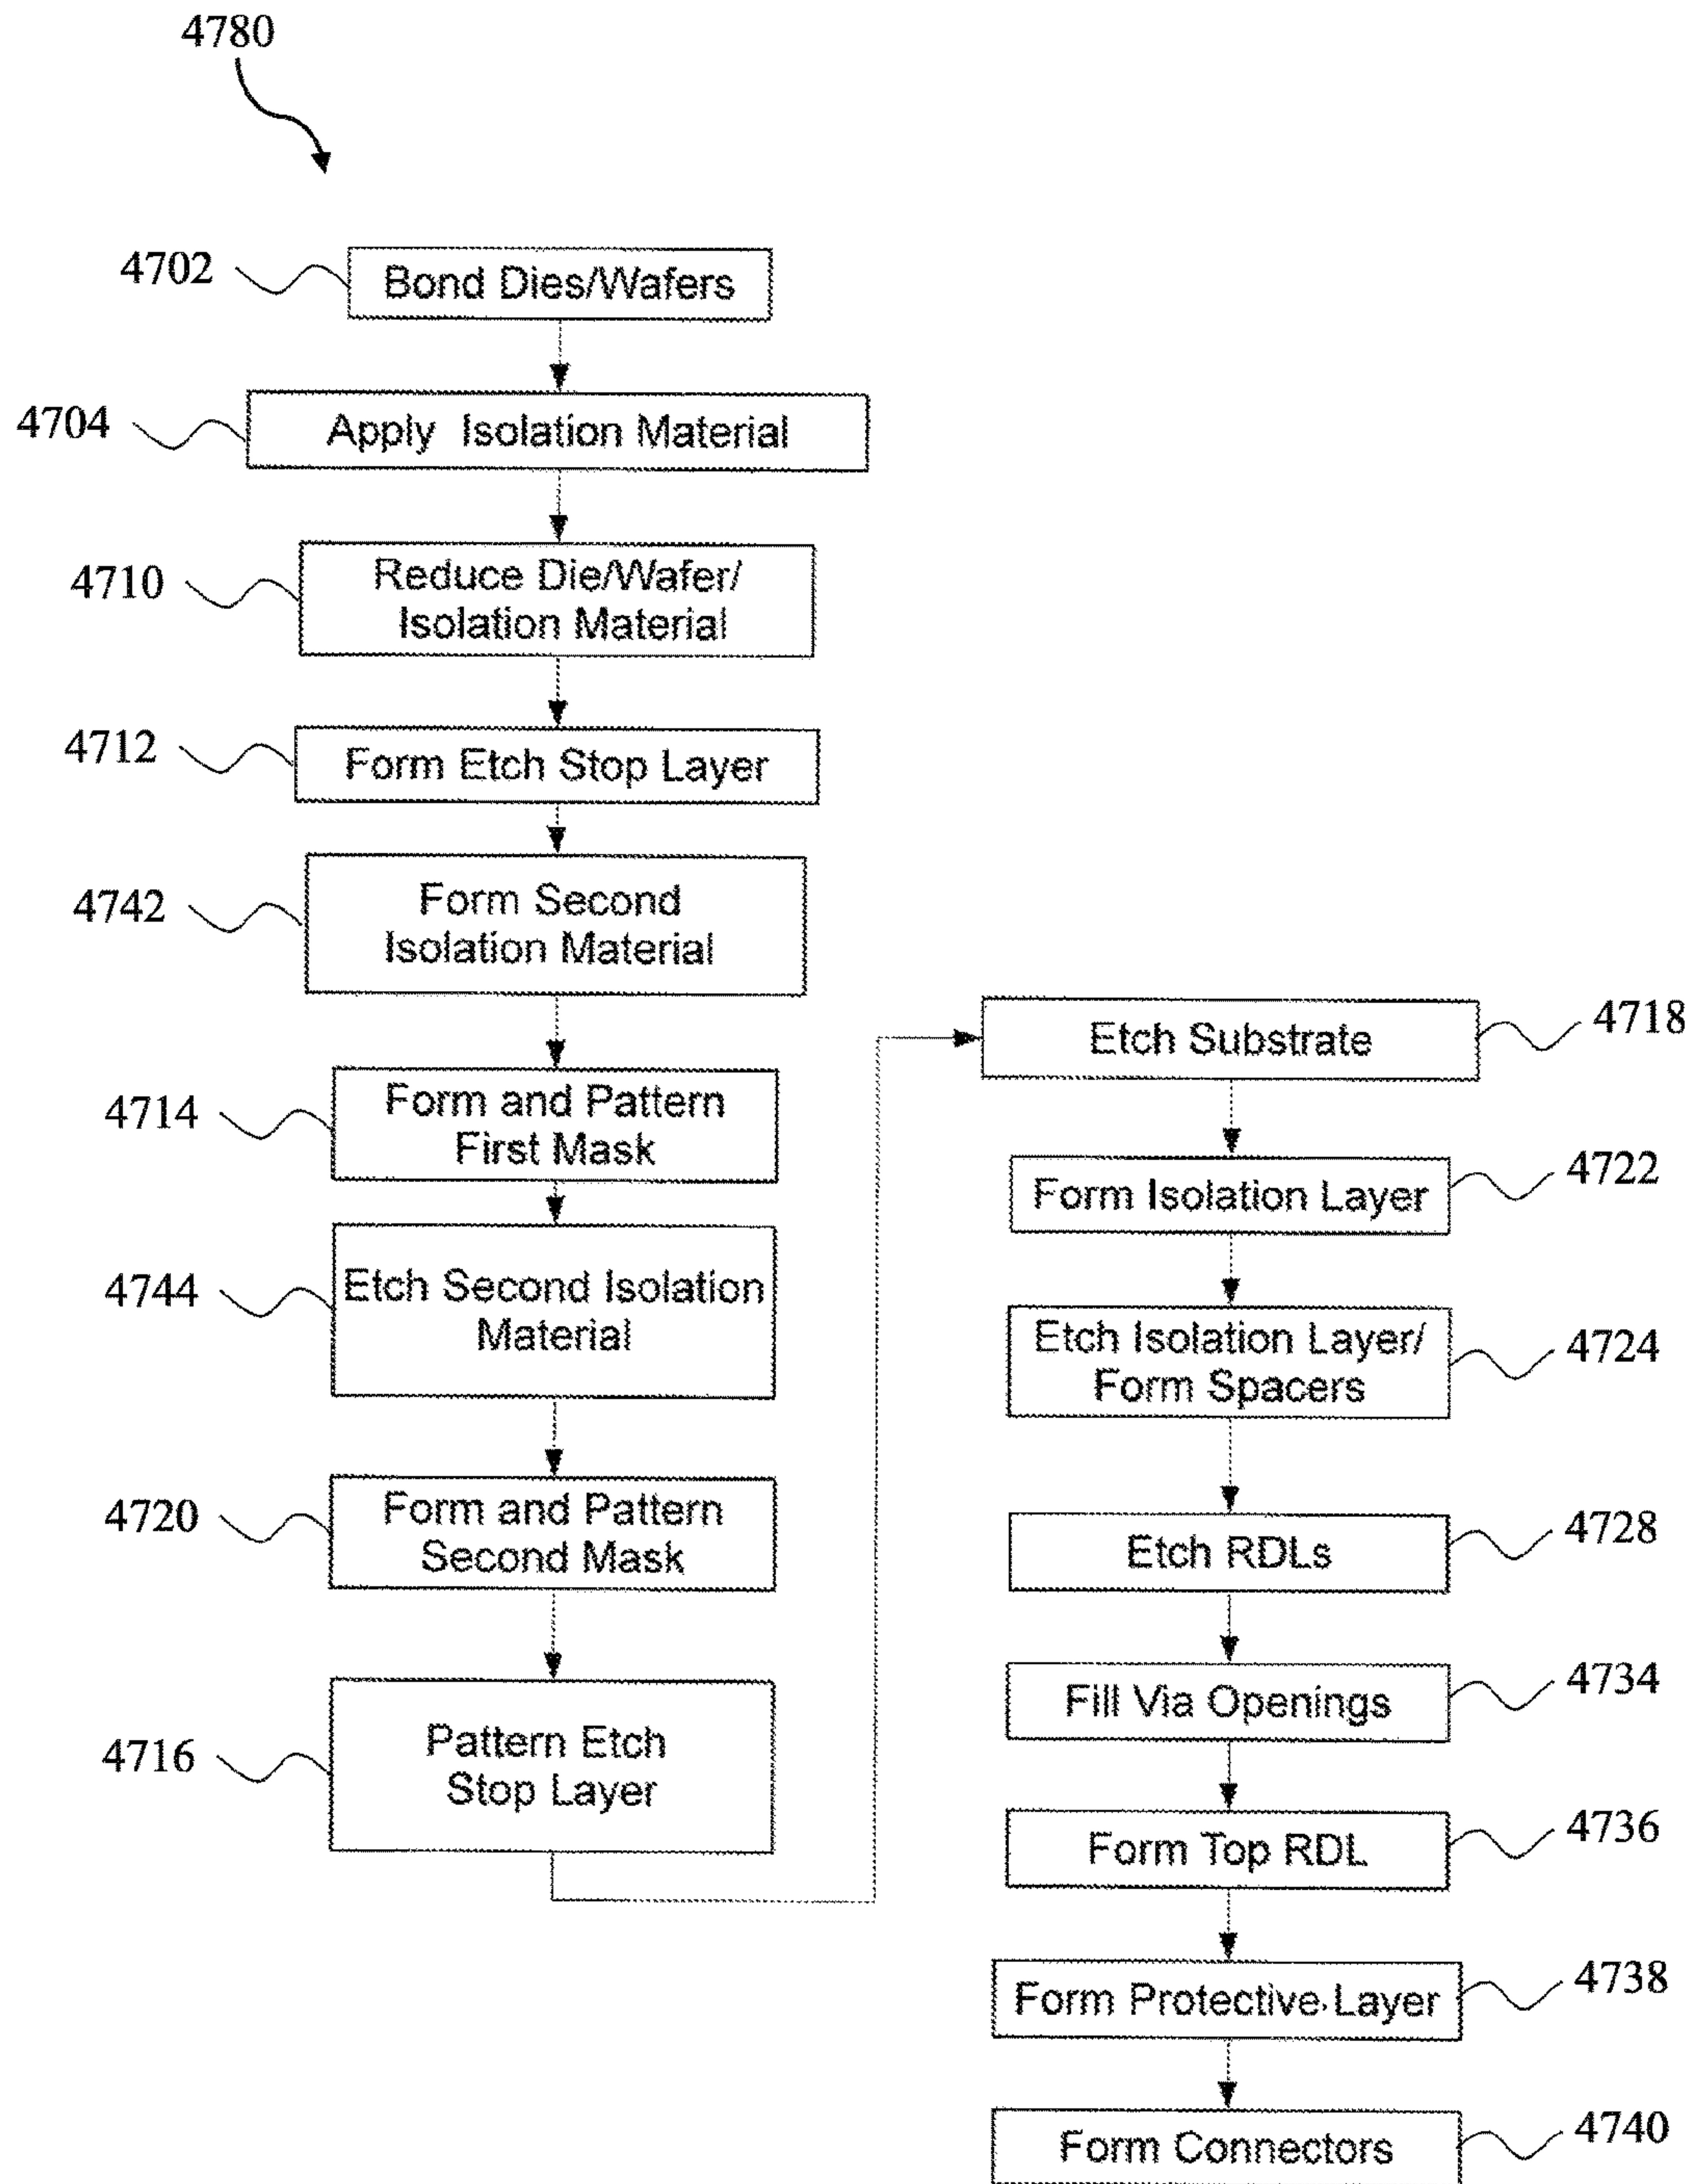 4780
4702
Bond Dies/Wafers
4704
Apply Isolation Material
4710
Reduce Die/Wafer/
Isolation Material
4712
Form Etch Stop Layer
4742
Form Second
Isolation Material
4714
Form and Pattern
First Mask
4744
Etch Second Isolation
Material
4720
Form and Pattern
Second Mask
4716
Pattern Etch
Stop Layer
Etch Substrate
4718
Form Isolation Layer
4722
Etch Isolation Layer/
Form Spacers
4724
Etch RDLs
4728
Fill Via Openings
4734
Form Top RDL
4736
Form Protective Layer
4738
Form Connectors
4740